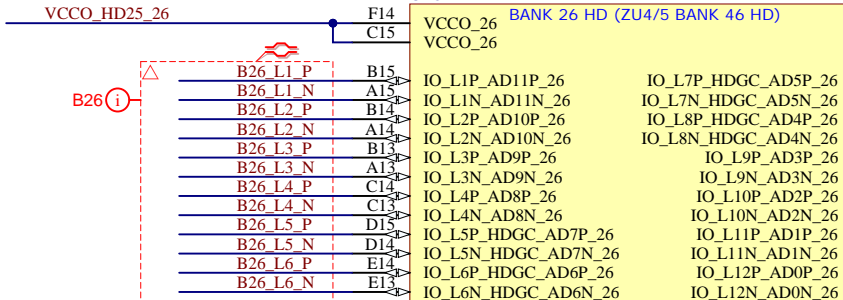 VCCO_HD25_26 F14 VCCO_26 BANK 26 HD (ZU4/5 BANK 46 HD)
C15 VCCO_26
B26 i
B26_L1_P B15 IO_L1P_AD11P_26 IO_L7P_HDGC_AD5P_26
B26_L1_N A15 IO_L1N_AD11N_26 IO_L7N_HDGC_AD5N_26
B26_L2_P B14 IO_L2P_AD10P_26 IO_L8P_HDGC_AD4P_26
B26_L2_N A14 IO_L2N_AD10N_26 IO_L8N_HDGC_AD4N_26
B26_L3_P B13 IO_L3P_AD9P_26 IO_L9P_AD3P_26
B26_L3_N A13 IO_L3N_AD9N_26 IO_L9N_AD3N_26
B26_L4_P C14 IO_L4P_AD8P_26 IO_L10P_AD2P_26
B26_L4_N C13 IO_L4N_AD8N_26 IO_L10N_AD2N_26
B26_L5_P D15 IO_L5P_HDGC_AD7P_26 IO_L11P_AD1P_26
B26_L5_N D14 IO_L5N_HDGC_AD7N_26 IO_L11N_AD1N_26
B26_L6_P E14 IO_L6P_HDGC_AD6P_26 IO_L12P_AD0P_26
B26_L6_N E13 IO_L6N_HDGC_AD6N_26 IO_L12N_AD0N_26